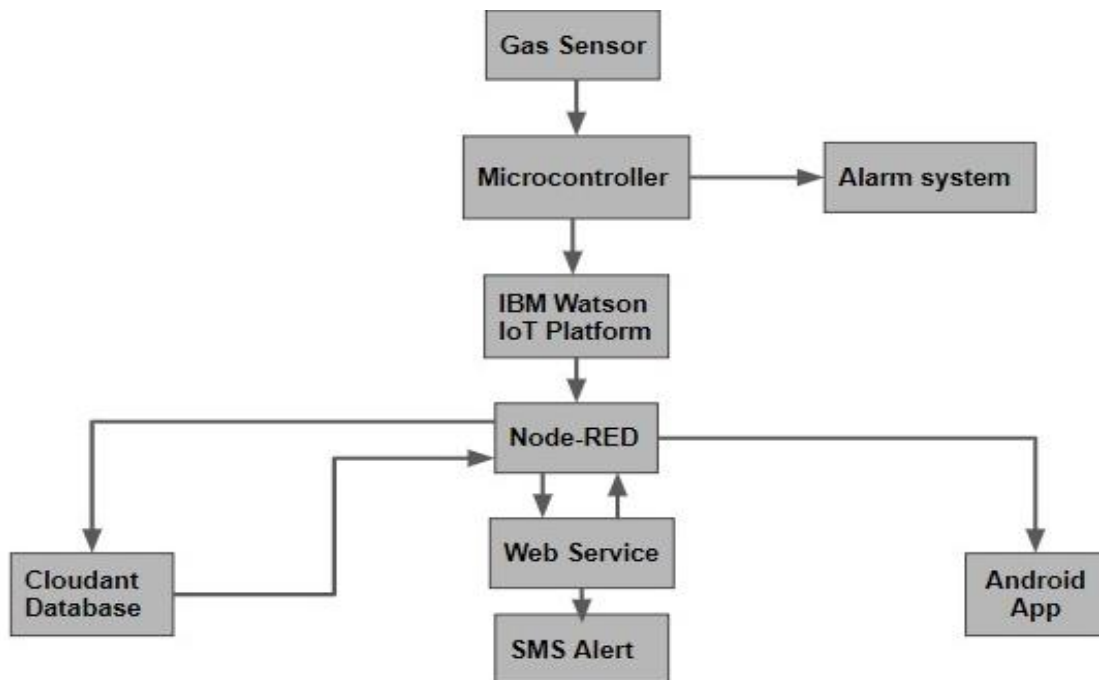 Gas Sensor
Microcontroller
Alarm system
IBM Watson
IoT Platform
Node-RED
Web Service
Cloudant
Database
Android
App
SMS Alert